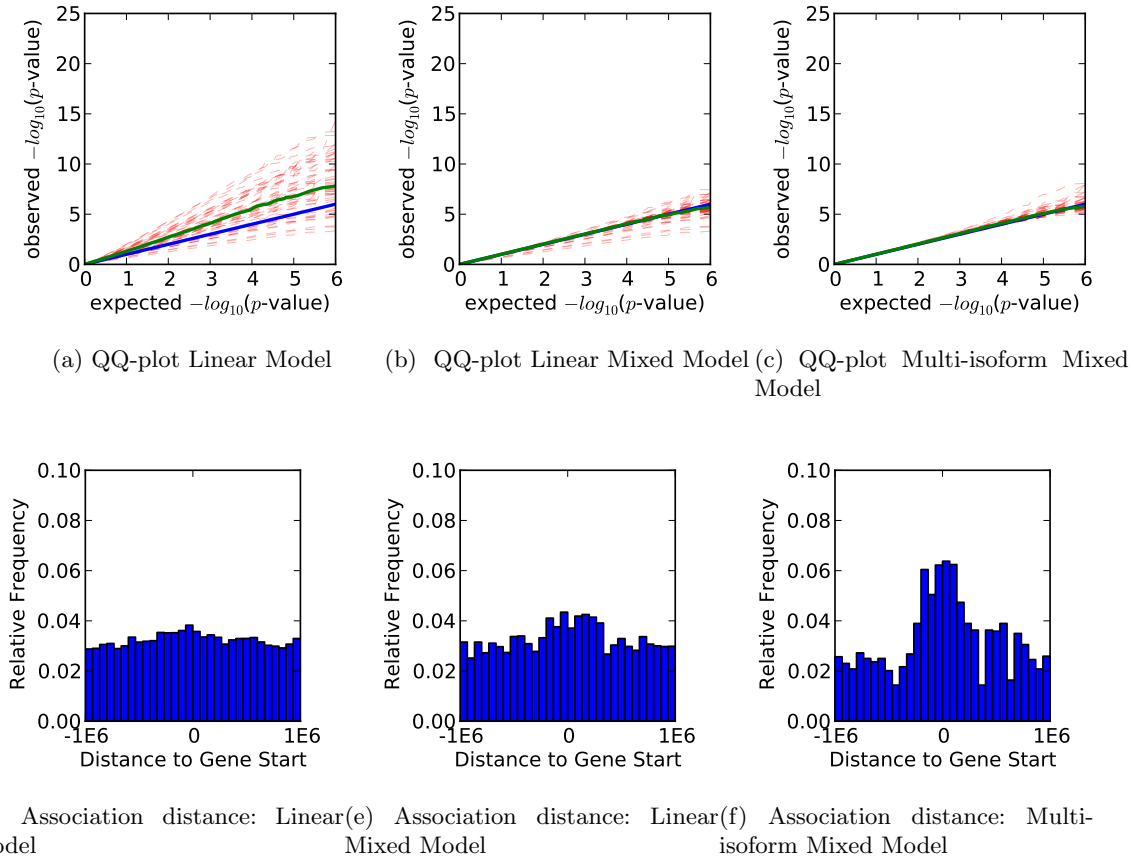 25 25 25
20 20 20
15 15 15
10 10 10
5 5 5
0 0 0
observed −log10(p-value) observed −log10(p-value) observed −log10(p-value)
0 1 2 3 4 5 6 0 1 2 3 4 5 6 0 1 2 3 4 5 6
expected −log10(p-value) expected −log10(p-value) expected −log10(p-value)
(a) QQ-plot Linear Model (b) QQ-plot Linear Mixed Model (c) QQ-plot Multi-isoform Mixed
Model
0.10 0.10 0.10
0.08 0.08 0.08
0.06 0.06 0.06
0.04 0.04 0.04
0.02 0.02 0.02
0.00 0.00 0.00
Relative Frequency Relative Frequency Relative Frequency
-1E6 0 1E6 -1E6 0 1E6 -1E6 0 1E6
Distance to Gene Start Distance to Gene Start Distance to Gene Start
Association distance: Linear (e) Association distance: Linear (f) Association distance: Multi-
odel Mixed Model isoform Mixed Model